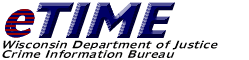 eTIME
Wisconsin Department of Justice
Crime Information Bureau